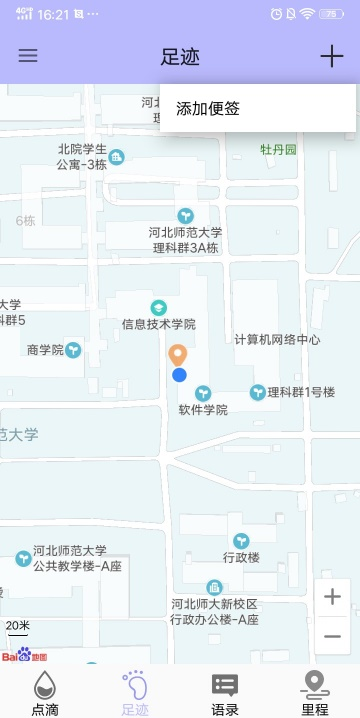 4G 16:21 75
足迹
添加便签
河北
理
北院学生
公寓-3栋
牡丹园
6栋
河北师范大学
理科群3A栋
大学
科群5
信息技术学院
计算机网络中心
商学院
理科群1号楼
软件学院
范大学
行政楼
河北师范大学
公共教学楼-A座
河北师大新校区
行政办公楼-A座
20米
Bai 地图
点滴
足迹
语录
里程